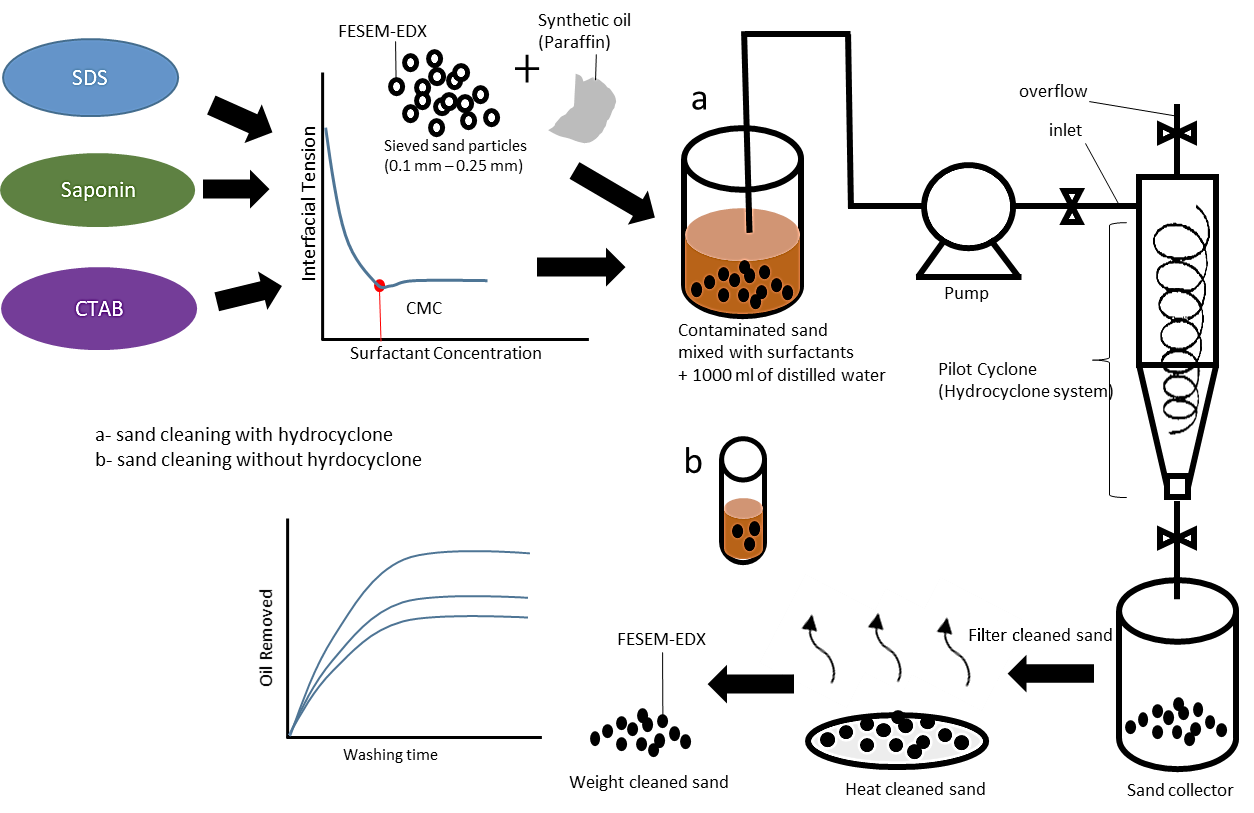 FESEM-EDX
Synthetic oil
(Paraffin)
SDS
Saponin
CTAB
Interfacial Tension
Sieved sand particles
(0.1 mm – 0.25 mm)
+
CMC
Surfactant Concentration
a
Contaminated sand
mixed with surfactants
+ 1000 ml of distilled water
Pump
overflow
inlet
Pilot Cyclone
(Hydrocyclone system)
a- sand cleaning with hydrocyclone
b- sand cleaning without hyrdocyclone
b
Oil Removed
Washing time
FESEM-EDX
Weight cleaned sand
Heat cleaned sand
Filter cleaned sand
Sand collector